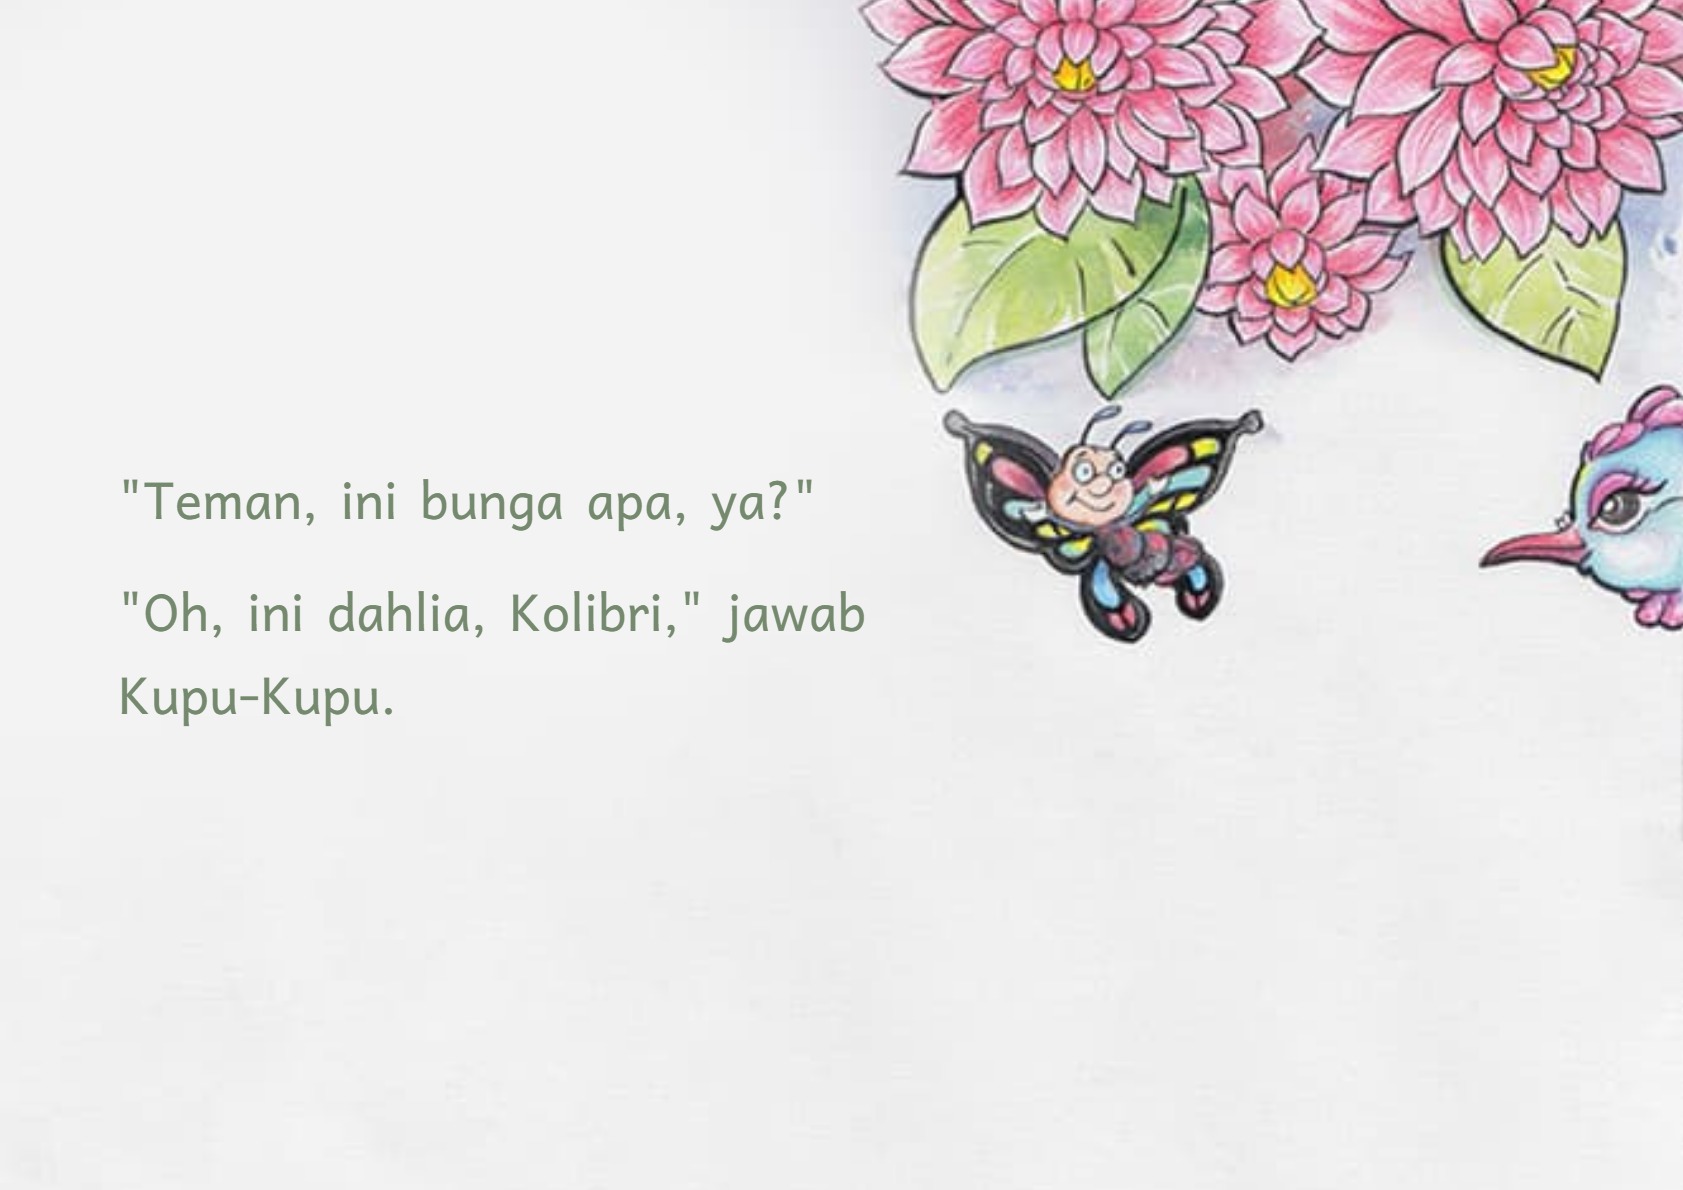 "Teman, ini bunga apa, ya?"
"Oh, ini dahlia, Kolibri," jawab
Kupu-Kupu.